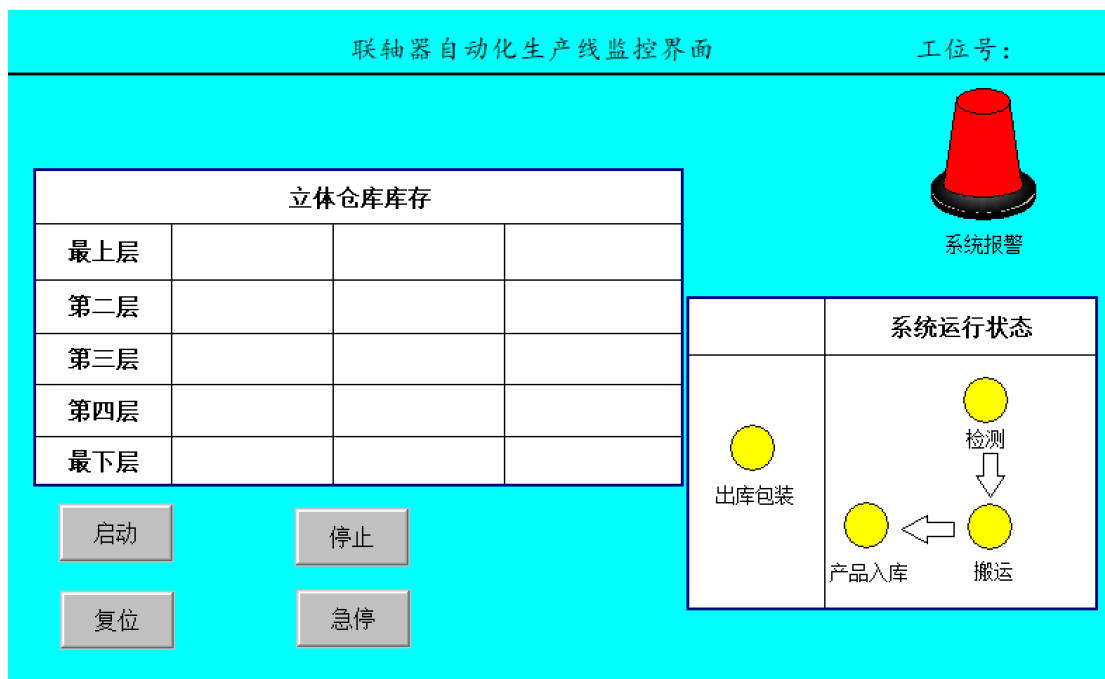 联轴器自动化生产线监控界面 工位号:
系统报警
立体仓库库存
最上层
第二层
第三层
第四层
最下层
系统运行状态
检测
出库包装
产品入库 搬运
启动 停止
复位 急停